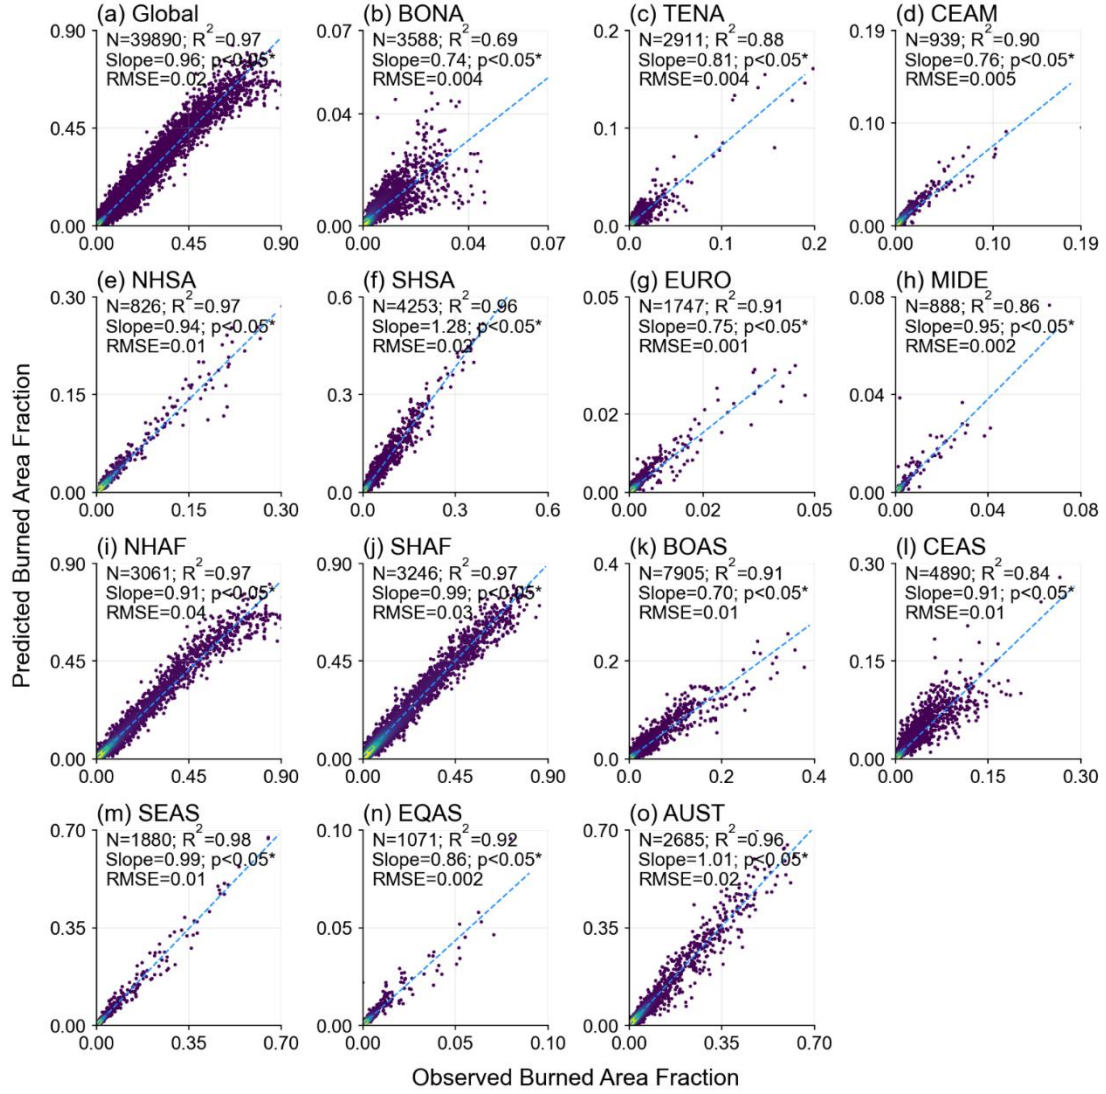 (a) Global
N=39890; R²=0.97
Slope=0.96; p<0.05*
RMSE=0.02
0.90
0.45
0.00
0.00 0.45 0.90
(b) BONA
N=3588; R²=0.69
Slope=0.74; p<0.05*
RMSE=0.004
0.07
0.04
0.00
0.00 0.04 0.07
(c) TENA
N=2911; R²=0.88
Slope=0.81; p<0.05*
RMSE=0.004
0.2
0.1
0.0
0.0 0.1 0.2
(d) CEAM
N=939; R²=0.90
Slope=0.76; p<0.05*
RMSE=0.005
0.19
0.10
0.00
0.00 0.10 0.19
(e) NHSA
N=826; R²=0.97
Slope=0.94; p<0.05*
RMSE=0.01
0.30
0.15
0.00
0.00 0.15 0.30
(f) SHSA
N=4253; R²=0.96
Slope=1.28; p<0.05*
RMSE=0.02
0.6
0.3
0.0
0.0 0.3 0.6
(g) EURO
N=1747; R²=0.91
Slope=0.75; p<0.05*
RMSE=0.001
0.05
0.02
0.00
0.00 0.02 0.05
(h) MIDE
N=888; R²=0.86
Slope=0.95; p<0.05*
RMSE=0.002
0.08
0.04
0.00
0.00 0.04 0.08
Predicted Burned Area Fraction
(i) NHAF
N=3061; R²=0.97
Slope=0.91; p<0.05*
RMSE=0.04
0.90
0.45
0.00
0.00 0.45 0.90
(j) SHAF
N=3246; R²=0.97
Slope=0.99; p<0.05*
RMSE=0.03
0.90
0.45
0.00
0.00 0.45 0.90
(k) BOAS
N=7905; R²=0.91
Slope=0.70; p<0.05*
RMSE=0.01
0.4
0.2
0.0
0.0 0.2 0.4
(l) CEAS
N=4890; R²=0.84
Slope=0.91; p<0.05*
RMSE=0.01
0.30
0.15
0.00
0.00 0.15 0.30
(m) SEAS
N=1880; R²=0.98
Slope=0.99; p<0.05*
RMSE=0.01
0.70
0.35
0.00
0.00 0.35 0.70
(n) EQAS
N=1071; R²=0.92
Slope=0.86; p<0.05*
RMSE=0.002
0.10
0.05
0.00
0.00 0.05 0.10
(o) AUST
N=2685; R²=0.96
Slope=1.01; p<0.05*
RMSE=0.02
0.70
0.35
0.00
0.00 0.35 0.70
Observed Burned Area Fraction